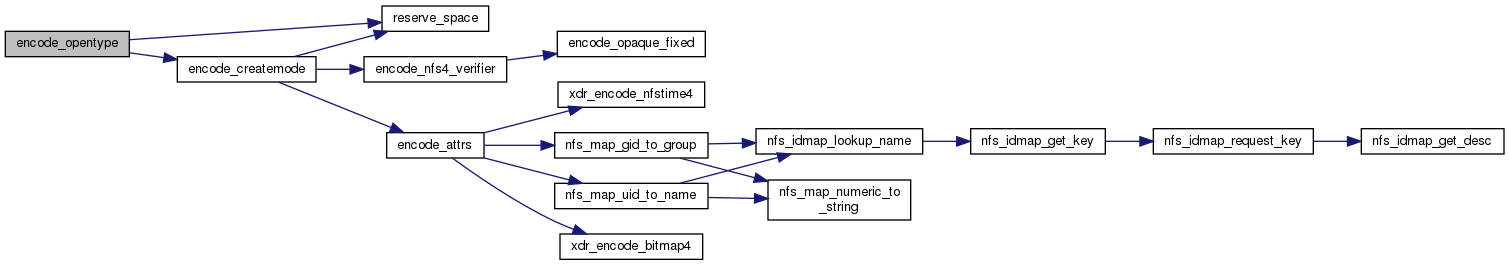 encode_opentype
reserve_space
encode_createmode
encode_nfs4_verifier
encode_opaque_fixed
encode_attrs
xdr_encode_nfstime4
nfs_map_gid_to_group
nfs_map_uid_to_name
xdr_encode_bitmap4
nfs_idmap_lookup_name
nfs_map_numeric_to
_string
nfs_idmap_get_key
nfs_idmap_request_key
nfs_idmap_get_desc